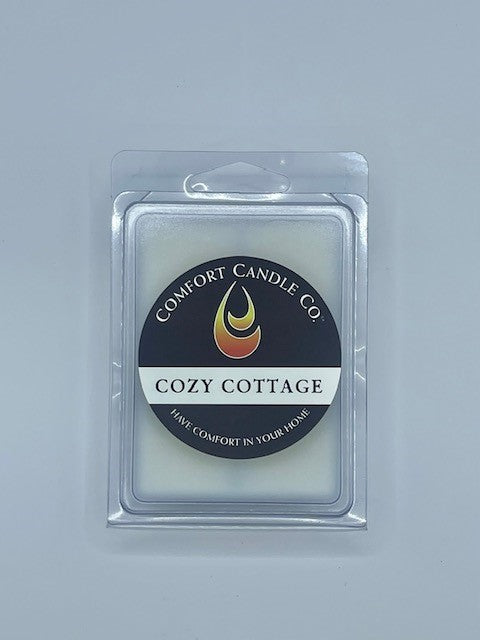 COMFORT CANDLE CO.
COZY COTTAGE
HAVE COMFORT IN YOUR HOME